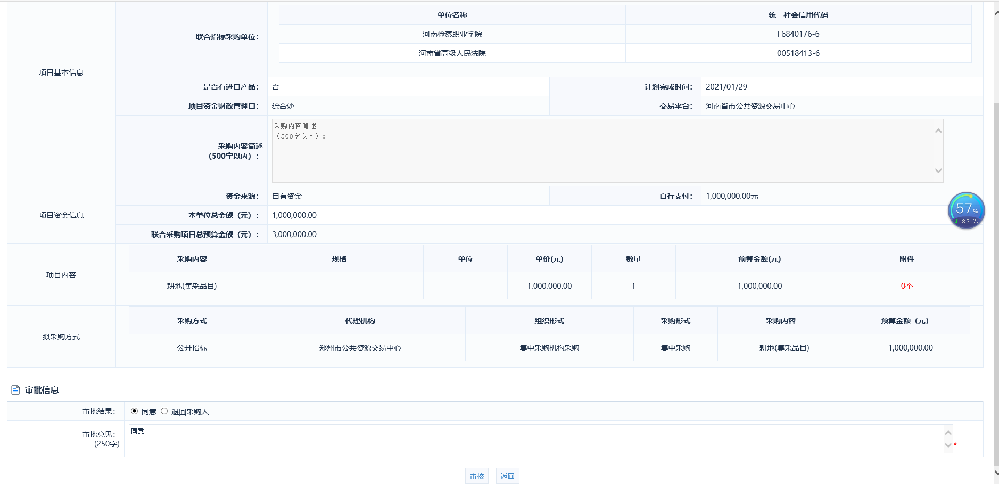 单位名称 统一社会信用代码
联合招标采购单位：
河南检察职业学院 F6840176-6
河南省高级人民法院 00518413-6
项目基本信息
是否有进口产品： 否 计划完成时间： 2021/01/29
项目资金财政管理口： 综合处 交易平台： 河南省市公共资源交易中心
采购内容简述
（500字以内）：
采购内容简述
（500字以内）：
项目资金信息
资金来源： 自有资金 自行支付： 1,000,000.00元
本单位总金额（元）： 1,000,000.00
联合采购项目总预算金额（元）： 3,000,000.00
57%
3.3K/s
项目内容
采购内容 规格 单位 单价(元) 数量 预算金额(元) 附件
耕地(集采品目) 1,000,000.00 1 1,000,000.00 0个
拟采购方式
采购方式 代理机构 组织形式 采购形式 采购内容 预算金额（元）
公开招标 郑州市公共资源交易中心 集中采购机构采购 集中采购 耕地(集采品目) 1,000,000.00
审批信息
审批结果： 同意 退回采购人
审批意见：
(250字)
同意
*
审核 返回